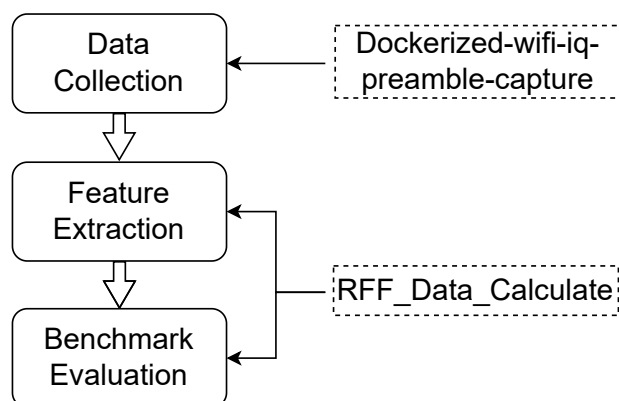 Data
Collection
Dockerized-wifi-iq-
preamble-capture
Feature
Extraction
RFF_Data_Calculate
Benchmark
Evaluation